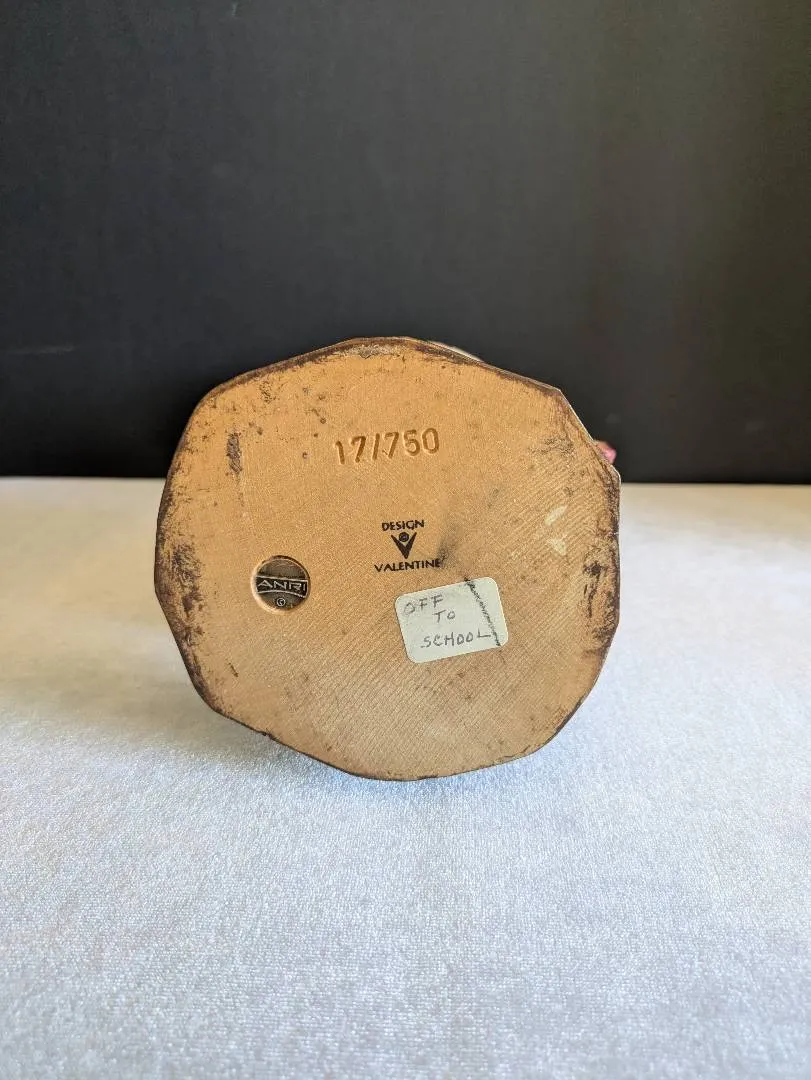 17/750
DESIGN
VALENTINE
ANRI
©
OFF
TO
SCHOOL